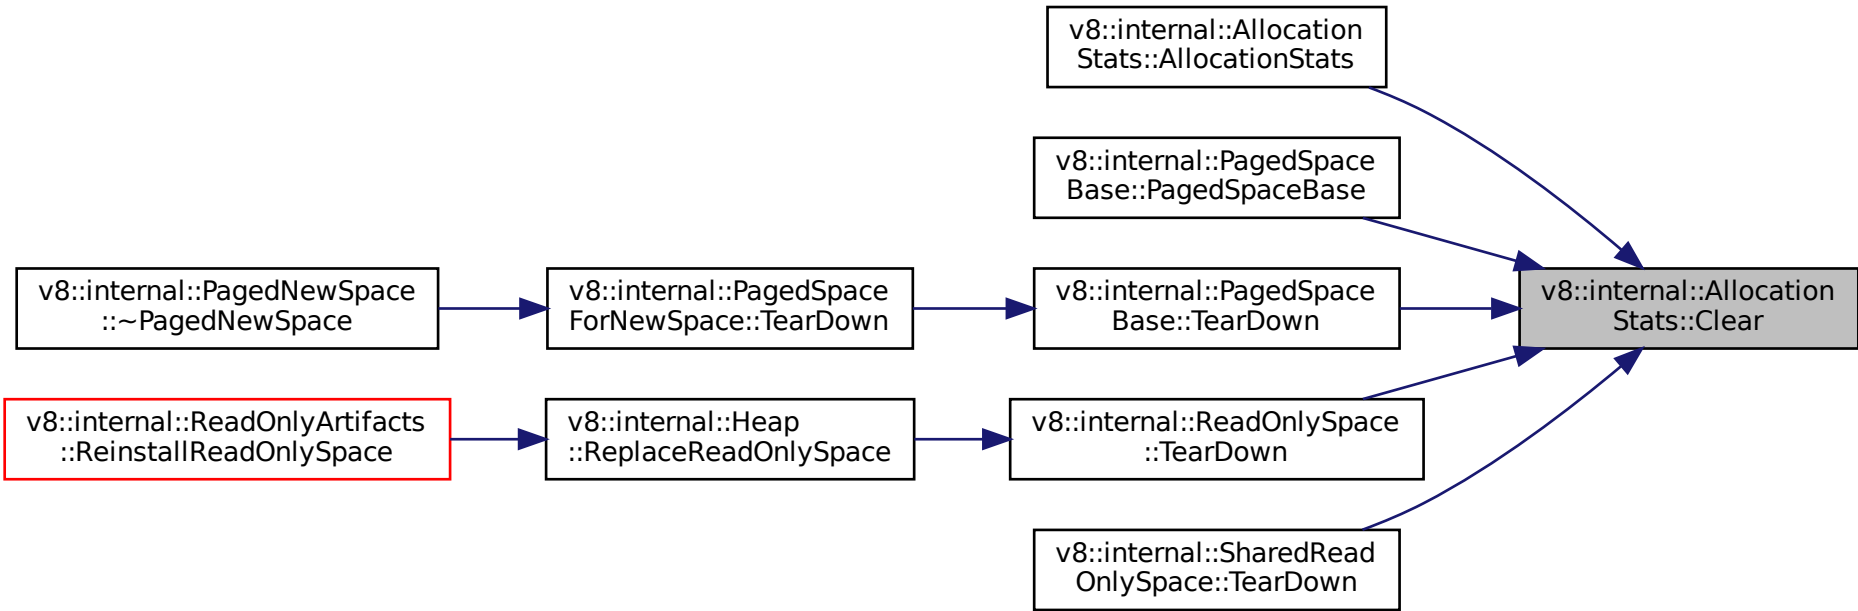 v8::internal::Allocation
Stats::AllocationStats
v8::internal::PagedSpace
Base::PagedSpaceBase
v8::internal::PagedNewSpace
::~PagedNewSpace
v8::internal::PagedSpace
ForNewSpace::TearDown
v8::internal::PagedSpace
Base::TearDown
v8::internal::Allocation
Stats::Clear
v8::internal::ReadOnlyArtifacts
::ReinstallReadOnlySpace
v8::internal::Heap
::ReplaceReadOnlySpace
v8::internal::ReadOnlySpace
::TearDown
v8::internal::SharedRead
OnlySpace::TearDown